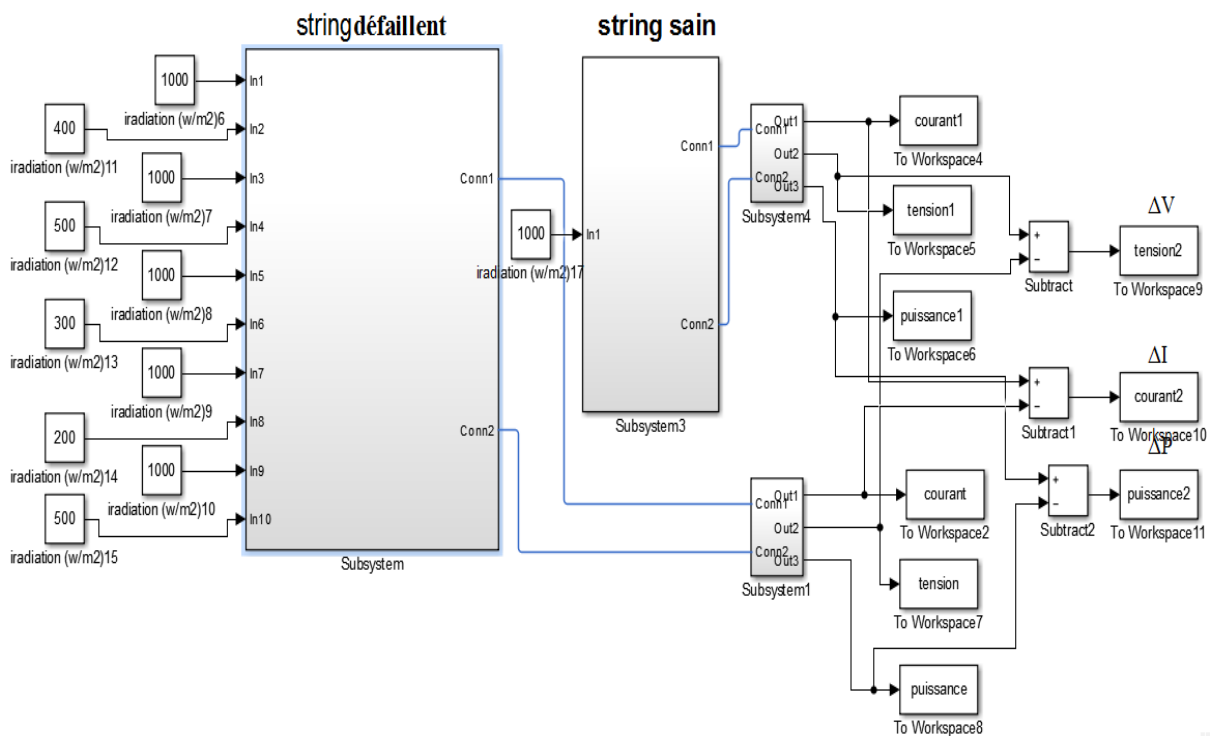 stringdéfaillent
string sain
1000
In1
iradiation (w/m2)6
400
In2
iradiation (w/m2)11
1000
In3
iradiation (w/m2)7
500
In4
iradiation (w/m2)12
1000
In5
iradiation (w/m2)8
300
In6
iradiation (w/m2)13
1000
In7
iradiation (w/m2)9
200
In8
iradiation (w/m2)14
1000
In9
iradiation (w/m2)10
500
In10
iradiation (w/m2)15
Conn1
Conn2
Subsystem
1000
In1
iradiation (w/m2)17
Conn1
Conn2
Subsystem3
Out1
Conn1
Out2
Conn2
Out3
Subsystem4
courant1
To Workspace4
tension1
To Workspace5
puissance1
To Workspace6
+
−
Subtract
ΔV
tension2
To Workspace9
+
−
Subtract1
ΔI
courant2
To Workspace10
ΔP
+
−
Subtract2
puissance2
To Workspace11
Out1
Conn1
Out2
Conn2
Out3
Subsystem1
courant
To Workspace2
tension
To Workspace7
puissance
To Workspace8